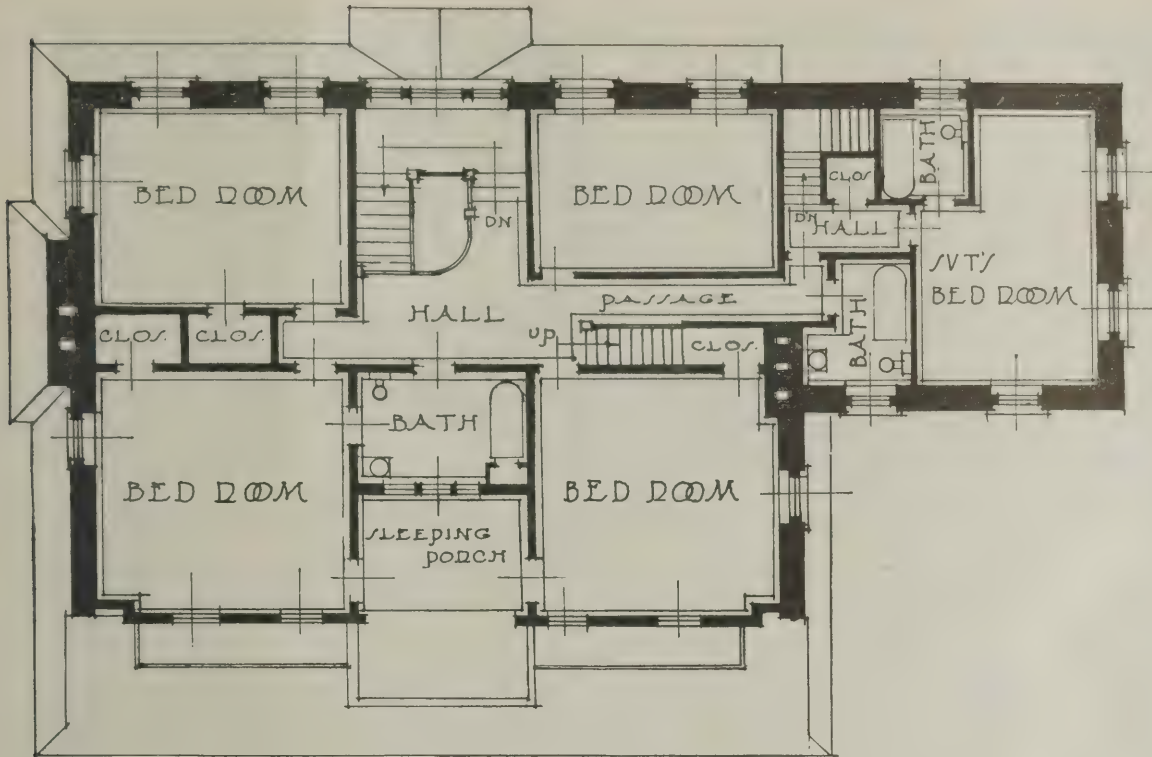 BED ROOM
BED ROOM
DN
CLOS
BATH
DN
HALL
SVT'S
BED ROOM
CLOS.
CLOS.
HALL
PASSAGE
UP
CLOS.
BATH
BATH
BED ROOM
BED ROOM
SLEEPING
PORCH